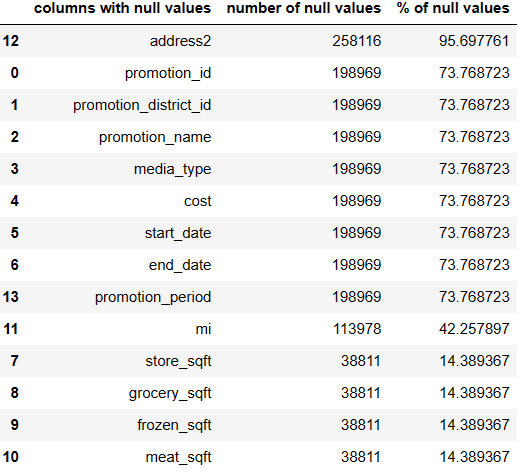 columns with null values number of null values % of null values
12 address2 258116 95.697761
0 promotion_id 198969 73.768723
1 promotion_district_id 198969 73.768723
2 promotion_name 198969 73.768723
3 media_type 198969 73.768723
4 cost 198969 73.768723
5 start_date 198969 73.768723
6 end_date 198969 73.768723
13 promotion_period 198969 73.768723
11 mi 113978 42.257897
7 store_sqft 38811 14.389367
8 grocery_sqft 38811 14.389367
9 frozen_sqft 38811 14.389367
10 meat_sqft 38811 14.389367